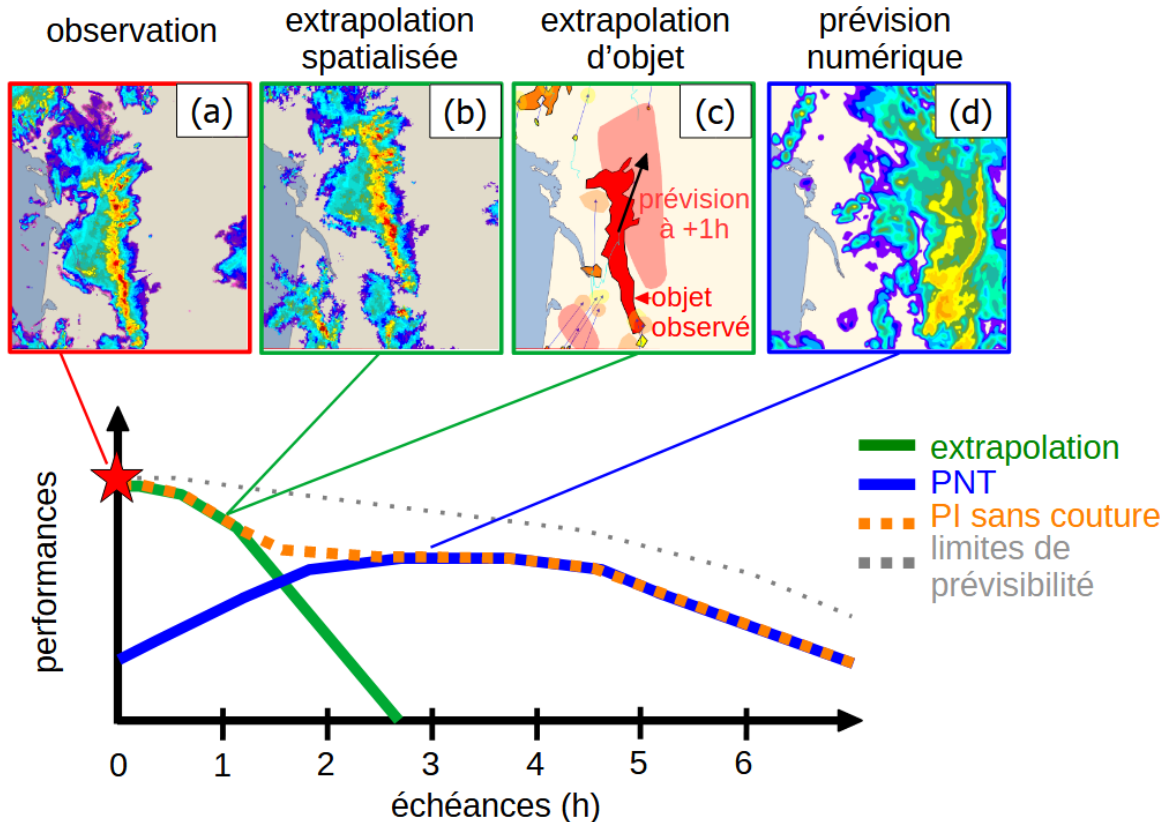 observation
extrapolation
spatialisée
extrapolation
d'objet
prévision
numérique
(a)
(b)
(c)
(d)
prévision
à +1h
objet
observé
performances
extrapolation
PNT
PI sans couture
limites de
prévisibilité
0 1 2 3 4 5 6
échéances (h)